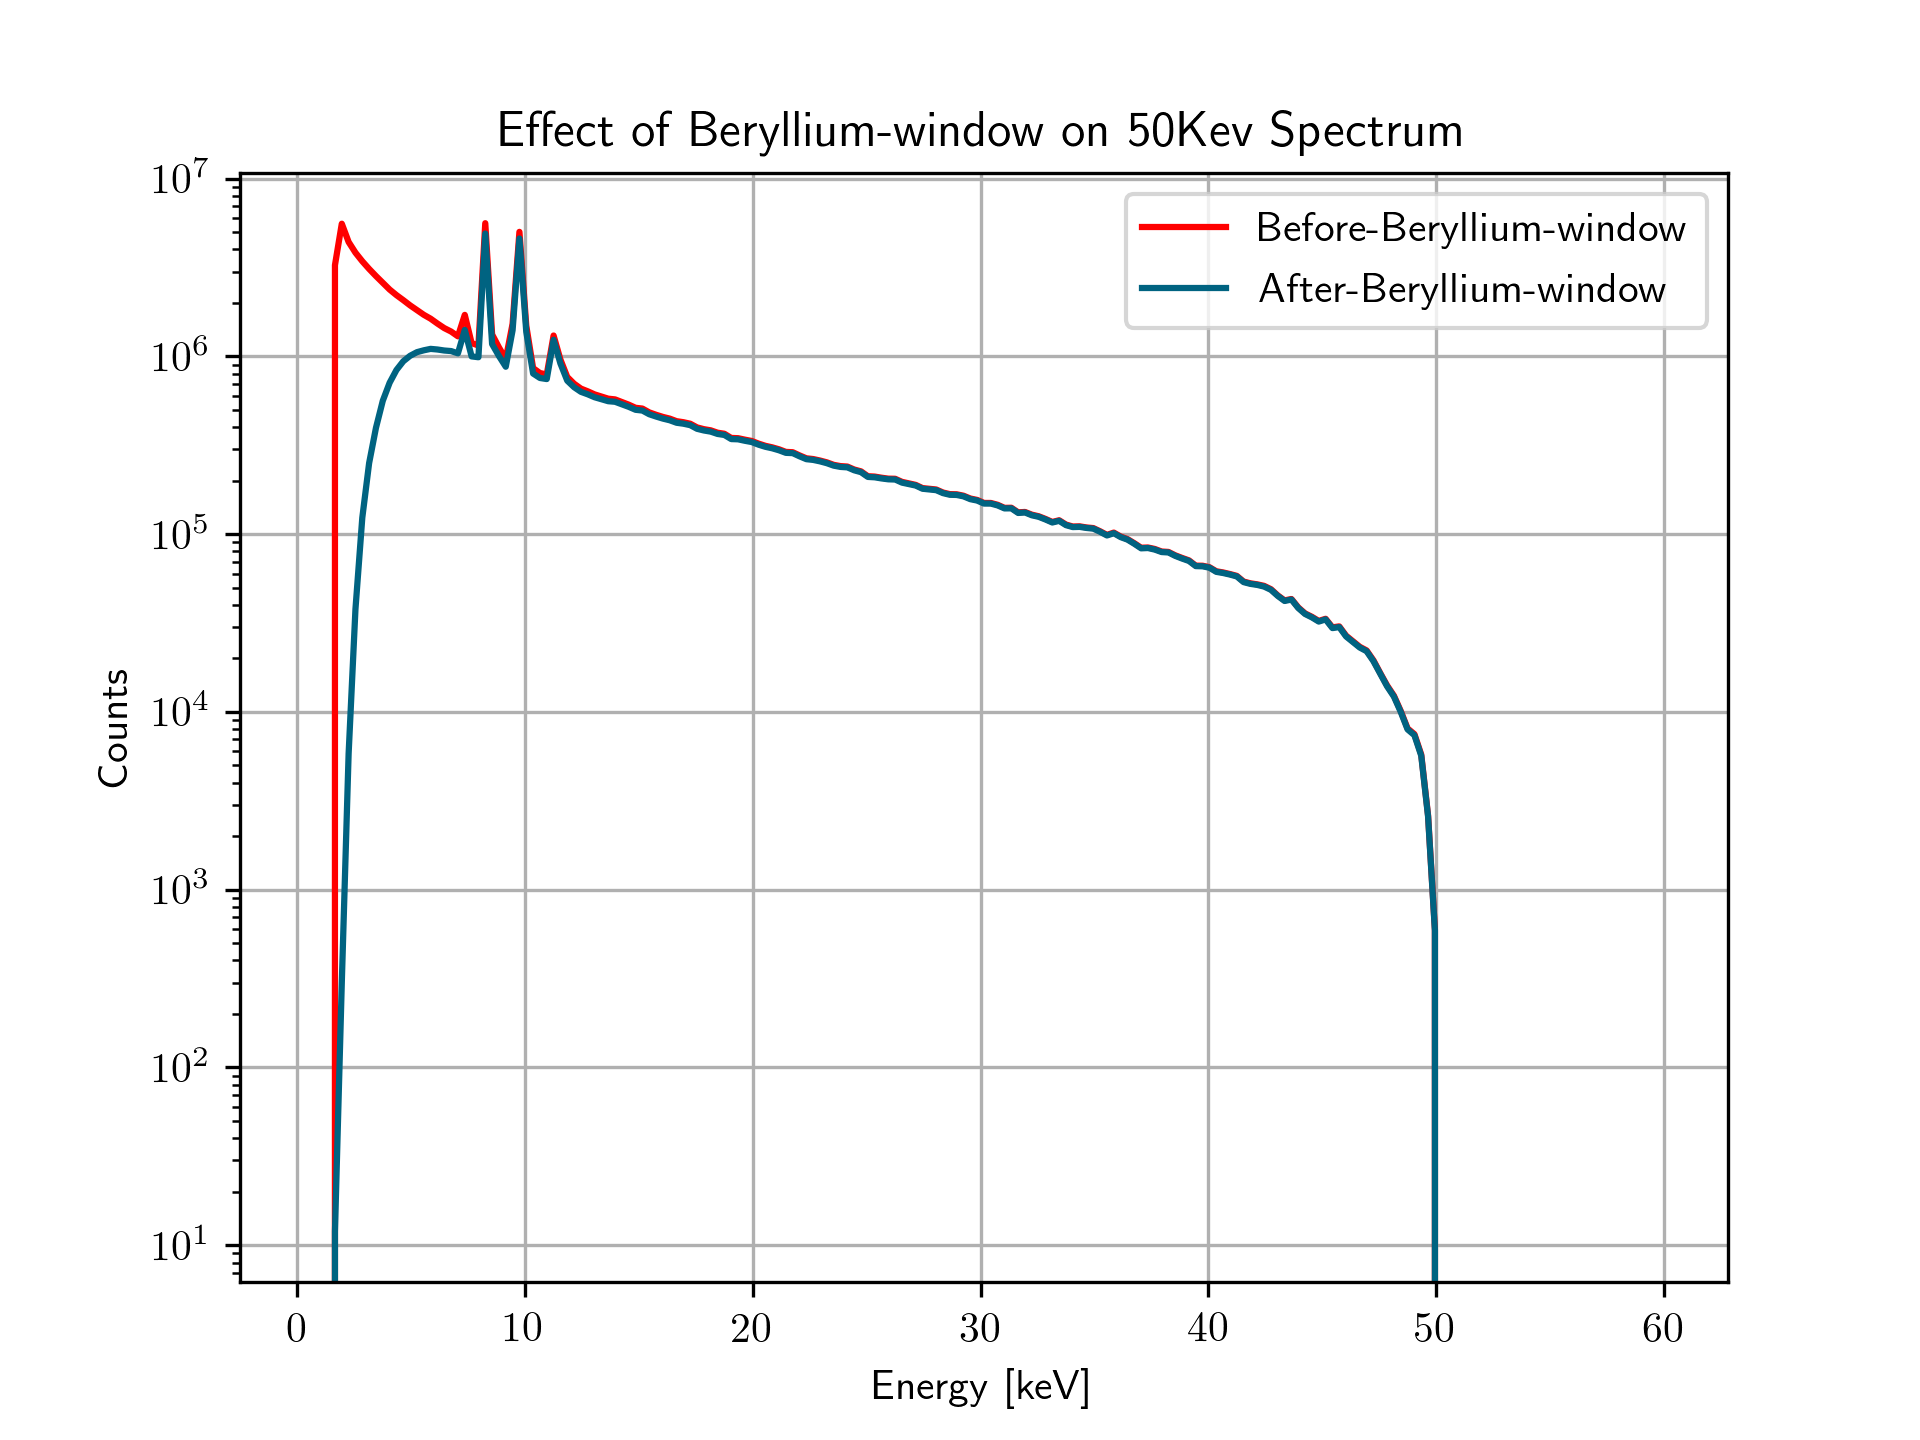 Effect of Beryllium-window on 50Kev Spectrum
Before-Beryllium-window
After-Beryllium-window
Counts
10^7
10^6
10^5
10^4
10^3
10^2
10^1
0 10 20 30 40 50 60
Energy [keV]